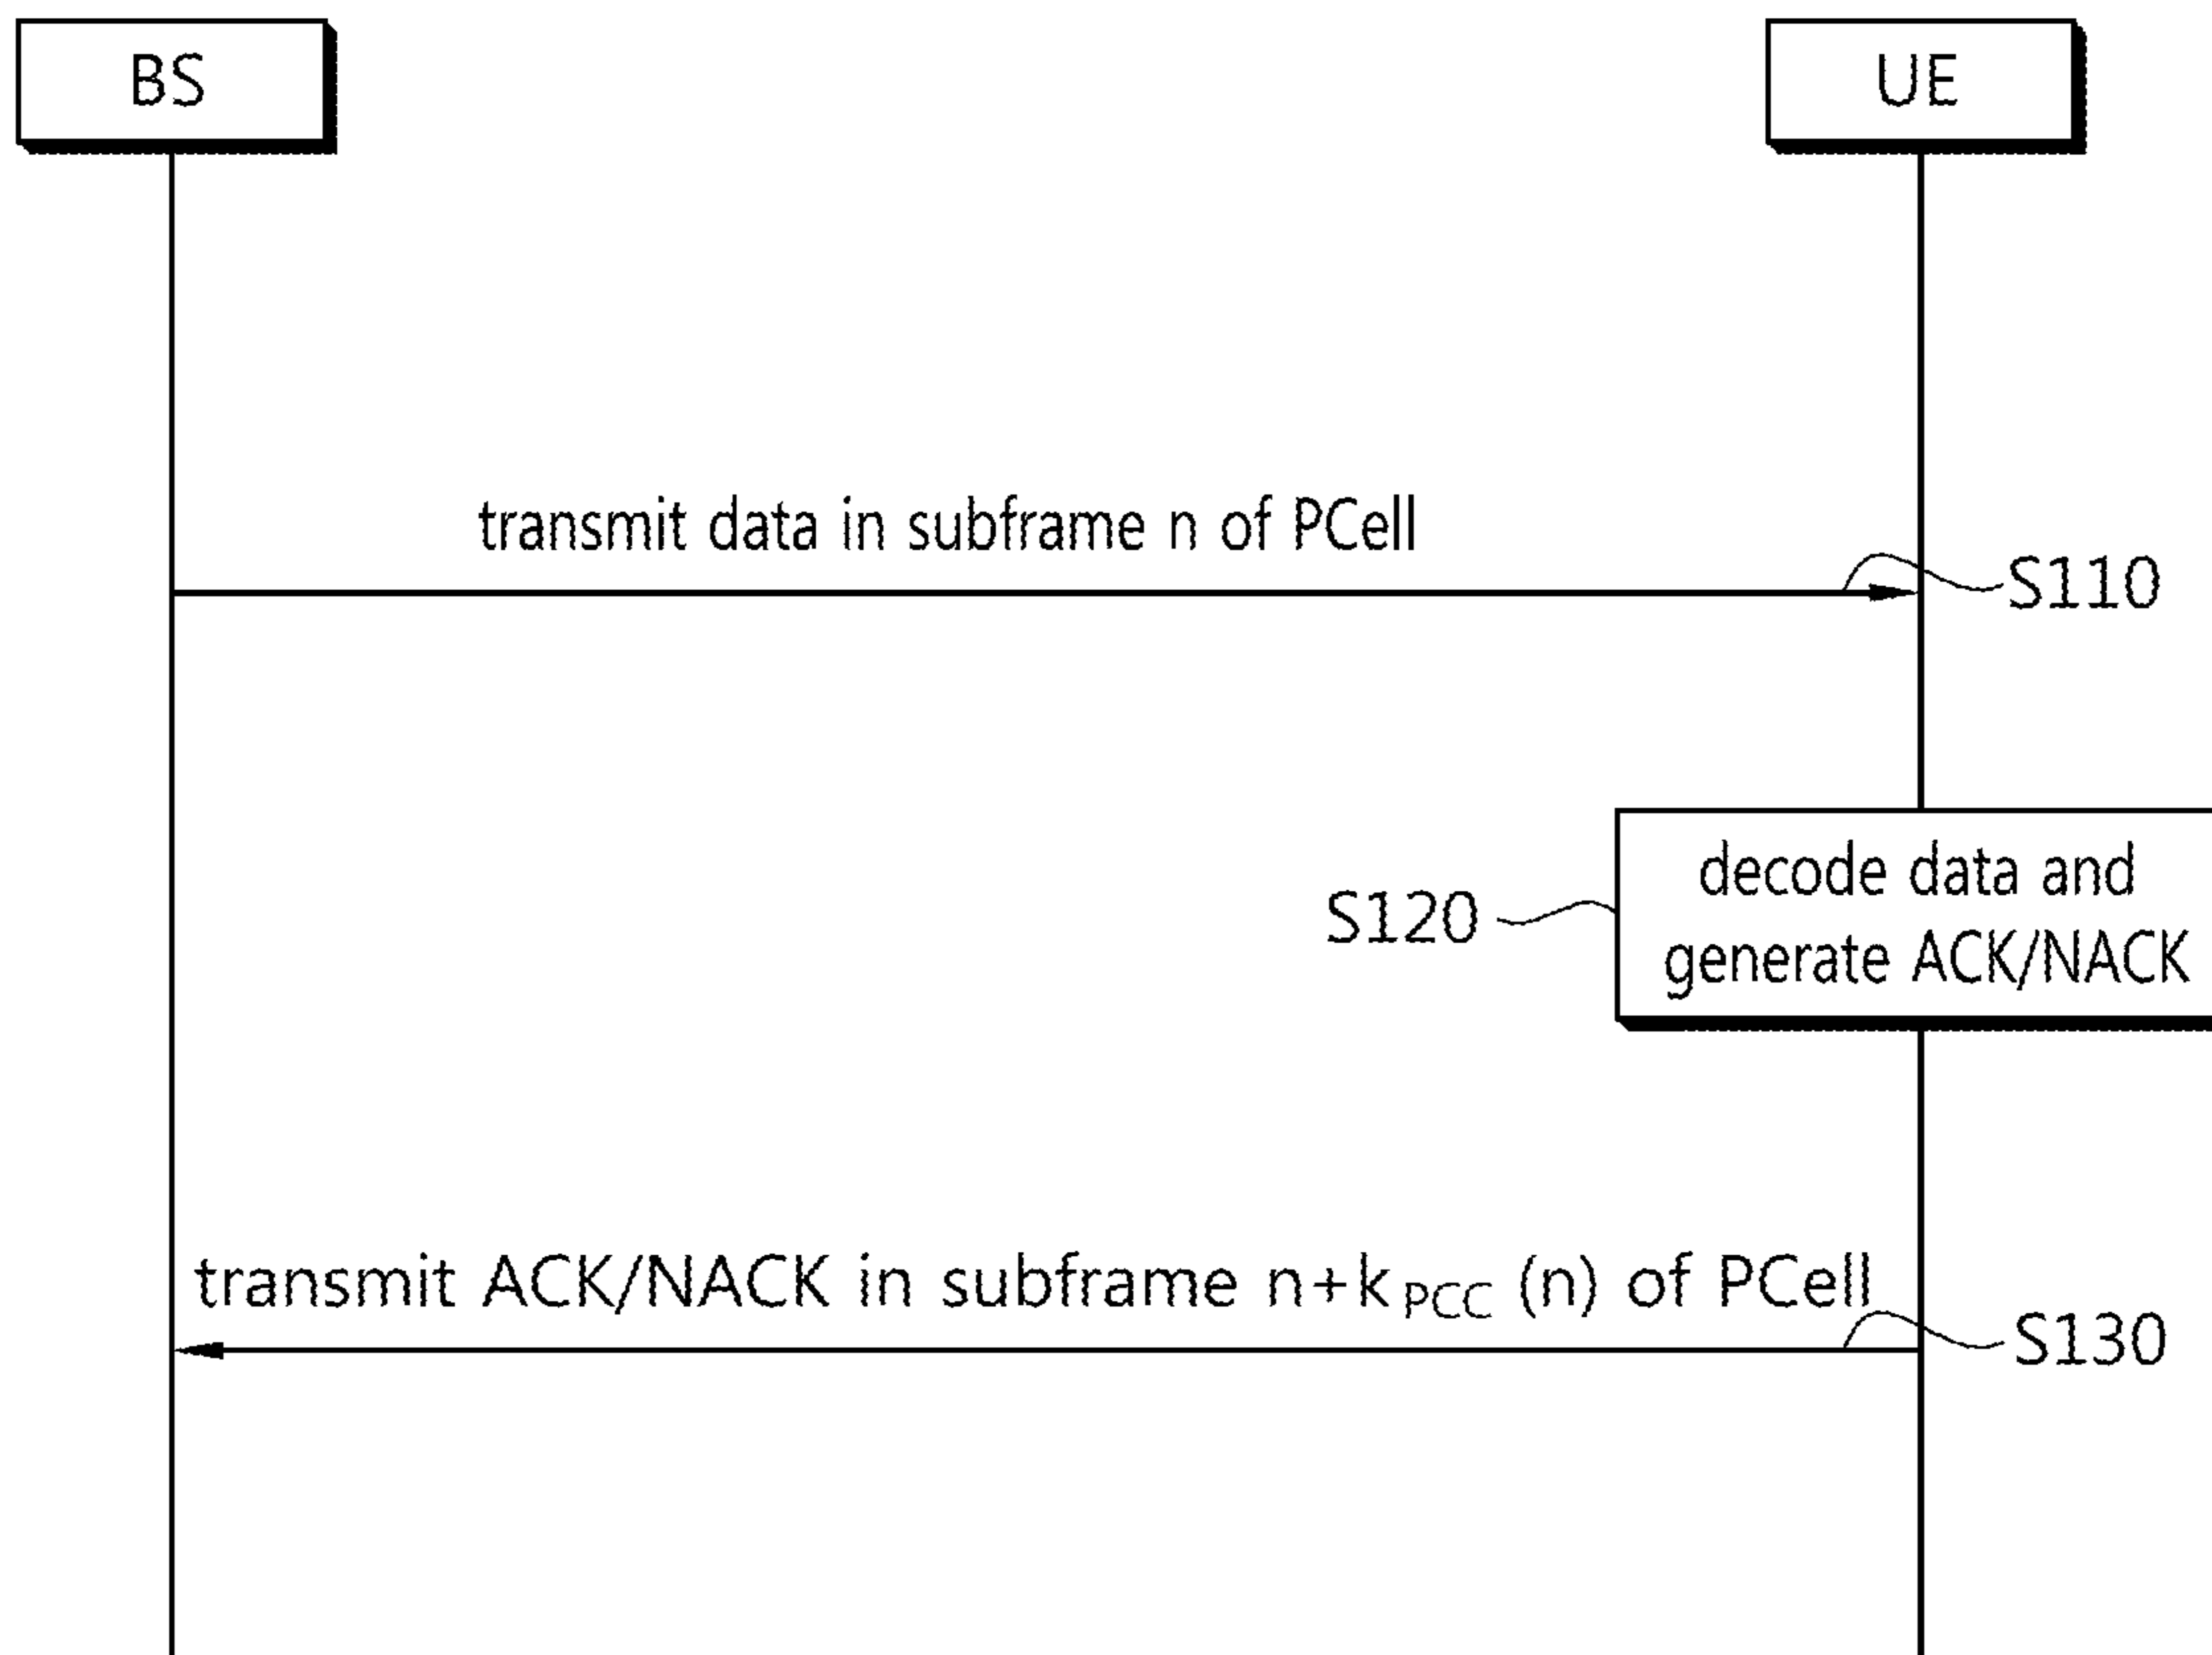 BS
UE
transmit data in subframe n of PCell
S110
decode data and
S120
generate ACK/NACK
transmit ACK/NACK in subframe n+k PCC (n) of PCell
S130